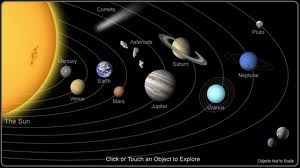 Comets
Pluto
Asteroids
Saturn
Mercury
Neptune
Earth
Venus
Mars
Jupiter
Uranus
The Sun
Click or Touch an Object to Explore
Objects Not to Scale